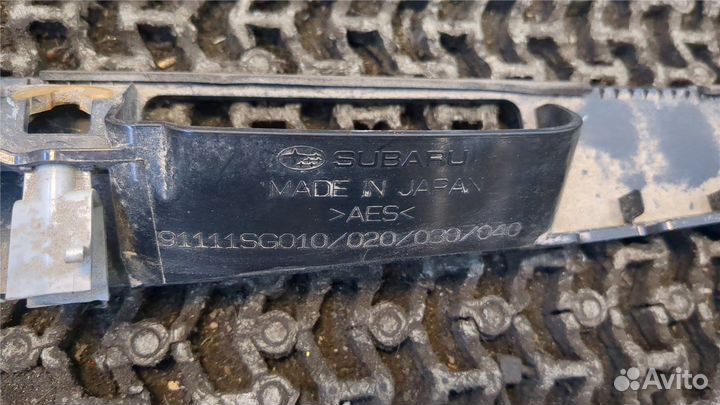 SUBARU
MADE IN JAPAN
>AES<
91111SG010/020/030/040
Avito